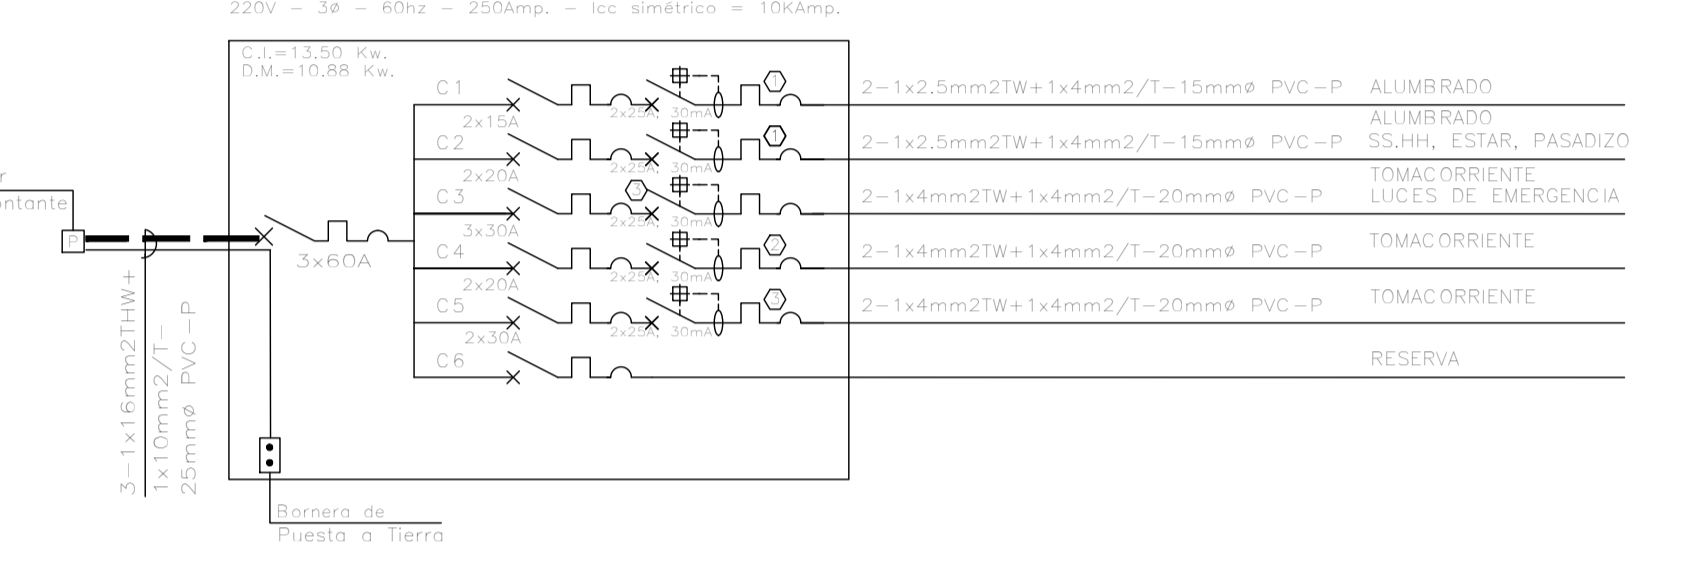 220V – 3ø – 60hz – 250Amp. – Icc simétrico = 10KAmp.
C.I.=13.50 Kw.
D.M.=10.88 Kw.
C1
2x25A, 30mA
1
2-1x2.5mm2TW+1x4mm2/T-15mmø PVC-P
ALUMBRADO
2x15A
C2
2x25A, 30mA
1
2-1x2.5mm2TW+1x4mm2/T-15mmø PVC-P
ALUMBRADO
SS.HH, ESTAR, PASADIZO
2x20A
C3
3
2x25A, 30mA
2-1x4mm2TW+1x4mm2/T-20mmø PVC-P
TOMACORRIENTE
LUCES DE EMERGENCIA
3x30A
C4
2x25A, 30mA
2
2-1x4mm2TW+1x4mm2/T-20mmø PVC-P
TOMACORRIENTE
2x20A
C5
2x25A, 30mA
3
2-1x4mm2TW+1x4mm2/T-20mmø PVC-P
TOMACORRIENTE
2x30A
C6
RESERVA
P
3x60A
3-1x16mm2THW+
1x10mm2/T-
25mmø PVC-P
Bornera de
Puesta a Tierra